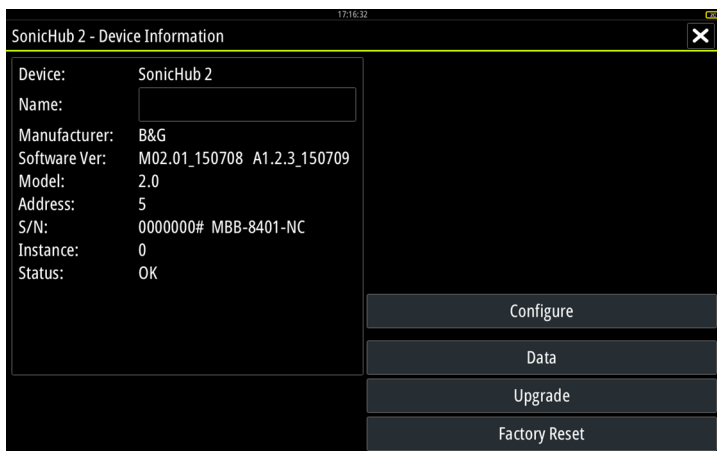 17:16:32
SonicHub 2 - Device Information
Device: SonicHub 2
Name:
Manufacturer: B&G
Software Ver: M02.01_150708 A1.2.3_150709
Model: 2.0
Address: 5
S/N: 0000000# MBB-8401-NC
Instance: 0
Status: OK
Configure
Data
Upgrade
Factory Reset